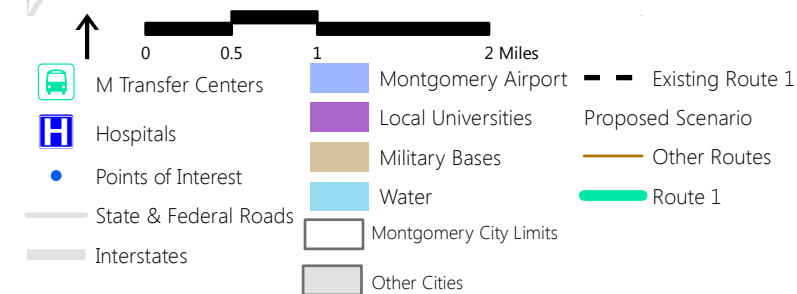 0 0.5 1 2 Miles
M Transfer Centers
Hospitals
Points of Interest
State & Federal Roads
Interstates
Montgomery Airport
Local Universities
Military Bases
Water
Montgomery City Limits
Other Cities
Existing Route 1
Proposed Scenario
Other Routes
Route 1